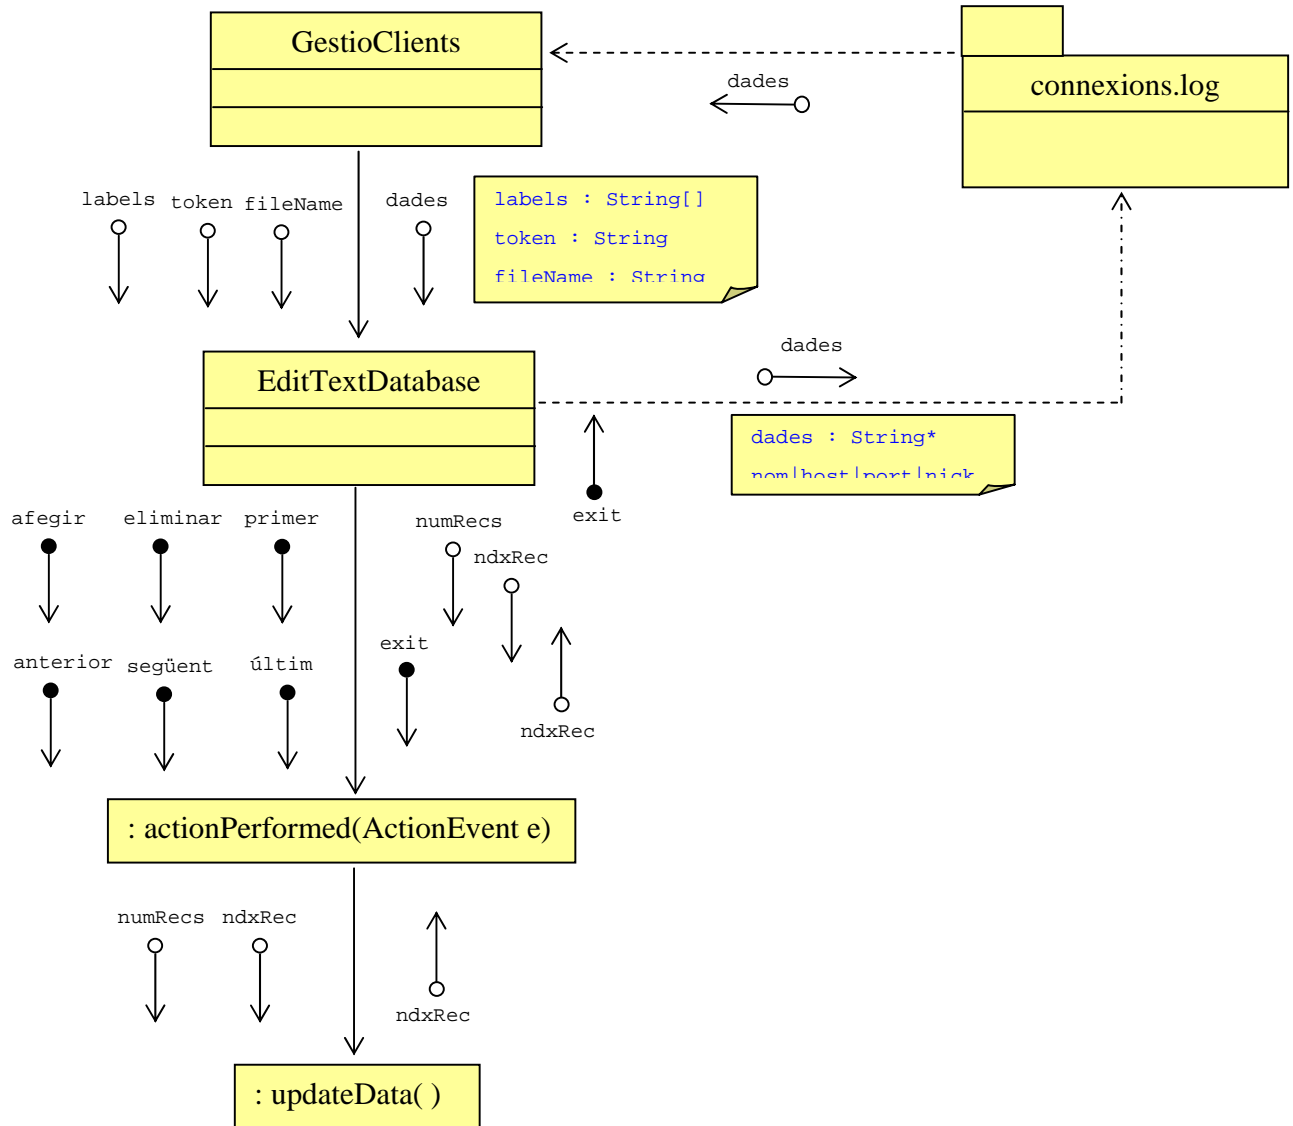 GestioClients
dades
connexions.log
labels token fileName dades
labels : String[]
token : String
fileName : String
dades
EditTextDatabase
dades : String*
nom|host|port|nick
exit
afegir eliminar primer numRecs
ndxRec
exit
anterior següent últim
ndxRec
: actionPerformed(ActionEvent e)
numRecs ndxRec
ndxRec
: updateData( )